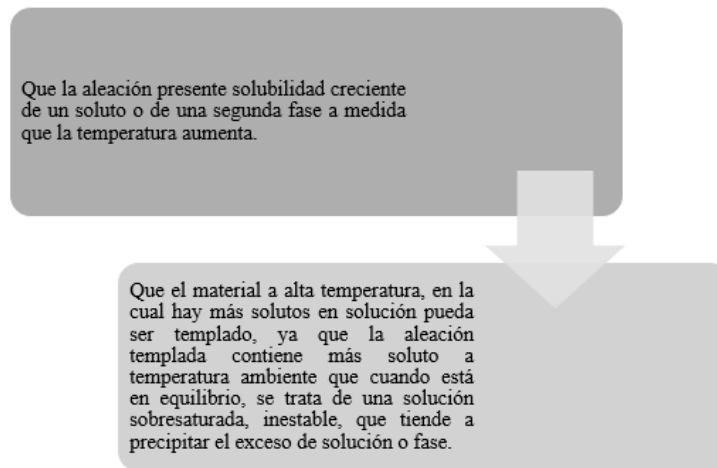 Que la aleación presente solubilidad creciente
de un soluto o de una segunda fase a medida
que la temperatura aumenta.
Que el material a alta temperatura, en la
cual hay más solutos en solución pueda
ser templado, ya que la aleación
templada contiene más soluto a
temperatura ambiente que cuando está
en equilibrio, se trata de una solución
sobresaturada, inestable, que tiende a
precipitar el exceso de solución o fase.